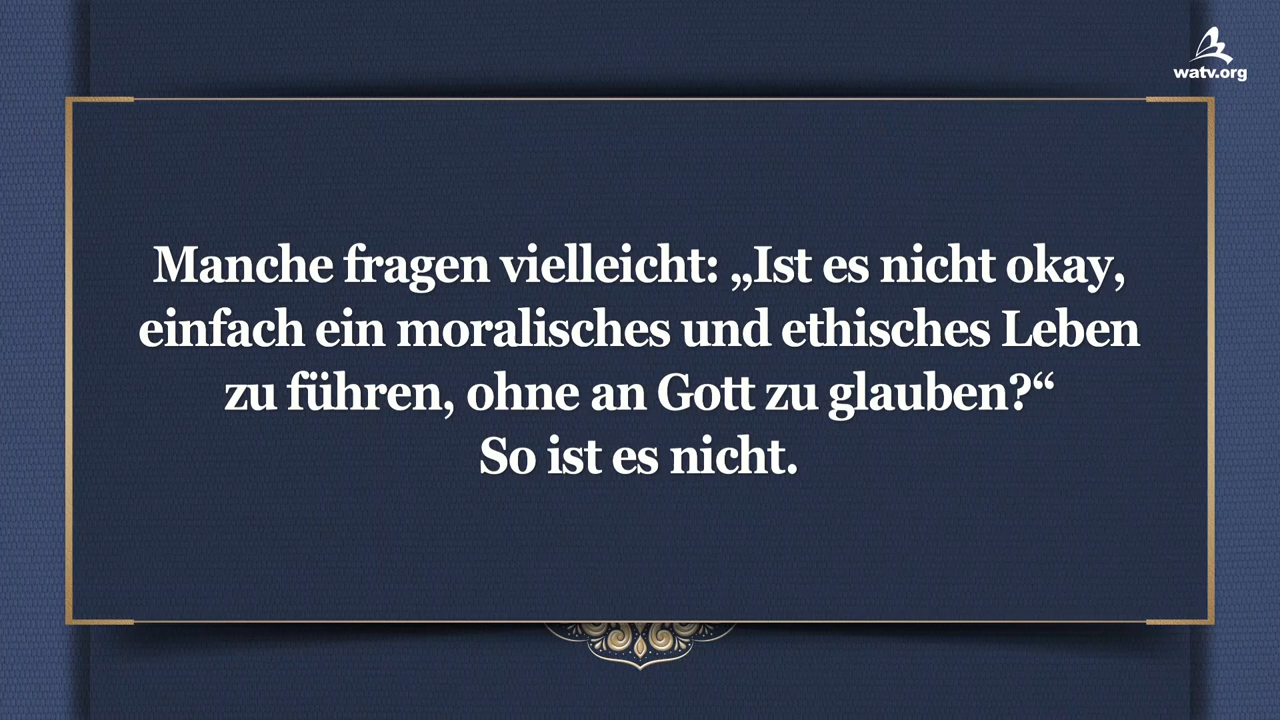 watv.org
Manche fragen vielleicht: „Ist es nicht okay,
einfach ein moralisches und ethisches Leben
zu führen, ohne an Gott zu glauben?“
So ist es nicht.